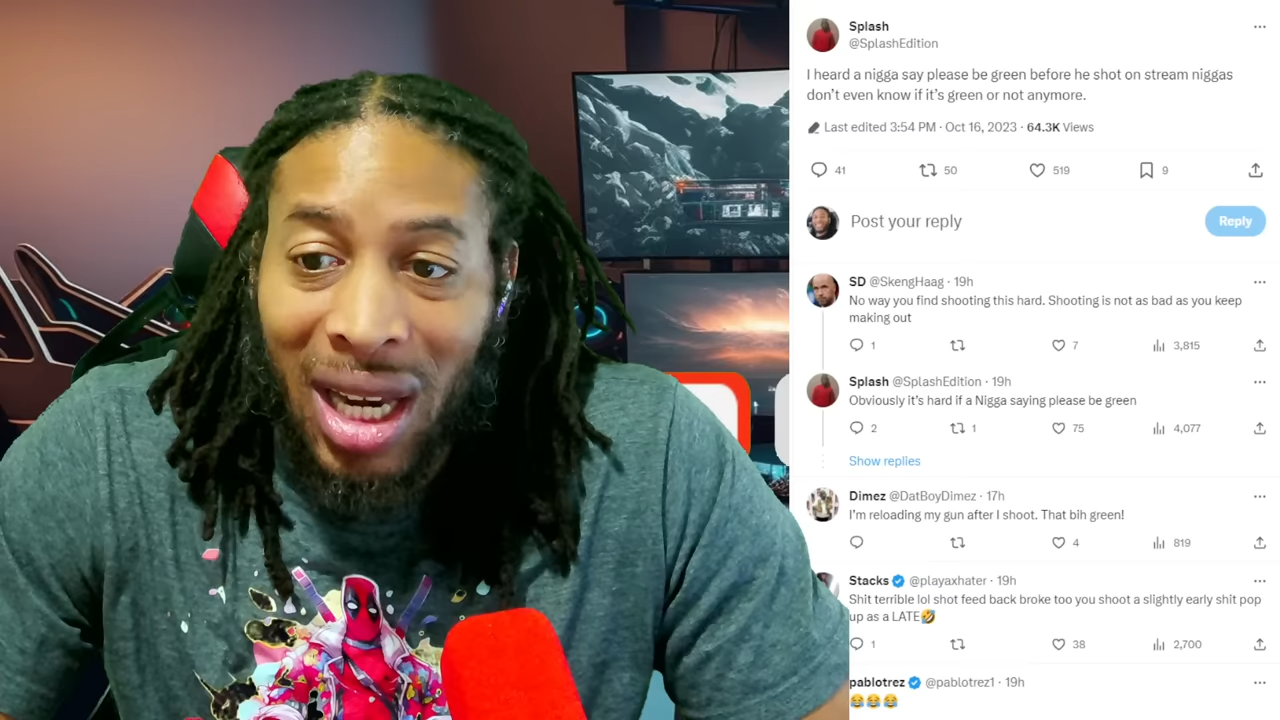 Splash
@SplashEdition
I heard a nigga say please be green before he shot on stream niggas
don't even know if it's green or not anymore.
Last edited 3:54 PM · Oct 16, 2023 · 64.3K Views
41 50 519 9
Post your reply
Reply
SD @SkengHaag · 19h
No way you find shooting this hard. Shooting is not as bad as you keep
making out
1 7 3,815
Splash @SplashEdition · 19h
Obviously it's hard if a Nigga saying please be green
2 1 75 4,077
Show replies
Dimez @DatBoyDimez · 17h
I'm reloading my gun after I shoot. That bih green!
4 819
Stacks @playaxhater · 19h
Shit terrible lol shot feed back broke too you shoot a slightly early shit pop
up as a LATE🤣
1 38 2,700
pablotrez @pablotrez1 · 19h
😂😂😂